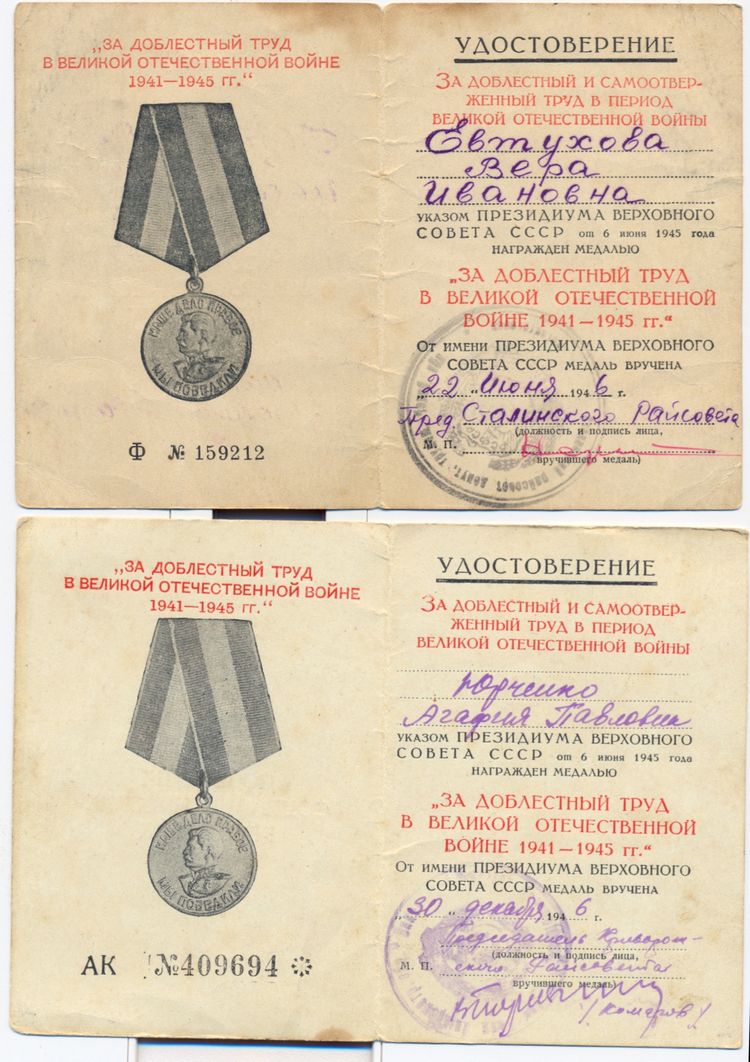 „ЗА ДОБЛЕСТНЫЙ ТРУД
В ВЕЛИКОЙ ОТЕЧЕСТВЕННОЙ ВОЙНЕ
1941—1945 гг.“
НАШЕ ДЕЛО ПРАВОЕ
МЫ ПОБЕДИЛИ
Ф № 159212
УДОСТОВЕРЕНИЕ
ЗА ДОБЛЕСТНЫЙ И САМООТВЕР-
ЖЕННЫЙ ТРУД В ПЕРИОД
ВЕЛИКОЙ ОТЕЧЕСТВЕННОЙ ВОЙНЫ
Евтухова
Вера
Ивановна
УКАЗОМ ПРЕЗИДИУМА ВЕРХОВНОГО
СОВЕТА СССР от 6 июня 1945 года
НАГРАЖДЕН МЕДАЛЬЮ
„ЗА ДОБЛЕСТНЫЙ ТРУД
В ВЕЛИКОЙ ОТЕЧЕСТВЕННОЙ
ВОЙНЕ 1941—1945 гг.“
От имени ПРЕЗИДИУМА ВЕРХОВНОГО
СОВЕТА СССР МЕДАЛЬ ВРУЧЕНА
„22“ Июня 1946 г.
Пред Сталинского Райсовета
(должность и подпись лица,
М. П.
вручившего медаль)
„ЗА ДОБЛЕСТНЫЙ ТРУД
В ВЕЛИКОЙ ОТЕЧЕСТВЕННОЙ ВОЙНЕ
1941—1945 гг.“
НАШЕ ДЕЛО ПРАВОЕ
МЫ ПОБЕДИЛИ
АК №409694
УДОСТОВЕРЕНИЕ
ЗА ДОБЛЕСТНЫЙ И САМООТВЕР-
ЖЕННЫЙ ТРУД В ПЕРИОД
ВЕЛИКОЙ ОТЕЧЕСТВЕННОЙ ВОЙНЫ
Юрченко
Агафия Павловн
УКАЗОМ ПРЕЗИДИУМА ВЕРХОВНОГО
СОВЕТА СССР от 6 июня 1945 года
НАГРАЖДЕН МЕДАЛЬЮ
„ЗА ДОБЛЕСТНЫЙ ТРУД
В ВЕЛИКОЙ ОТЕЧЕСТВЕННОЙ
ВОЙНЕ 1941—1945 гг.“
От имени ПРЕЗИДИУМА ВЕРХОВНОГО
СОВЕТА СССР МЕДАЛЬ ВРУЧЕНА
„30“ декабря 1946 г.
Председатель
(должность и подпись лица,
М. П. Райсовета
вручившего медаль)
/Комаров/